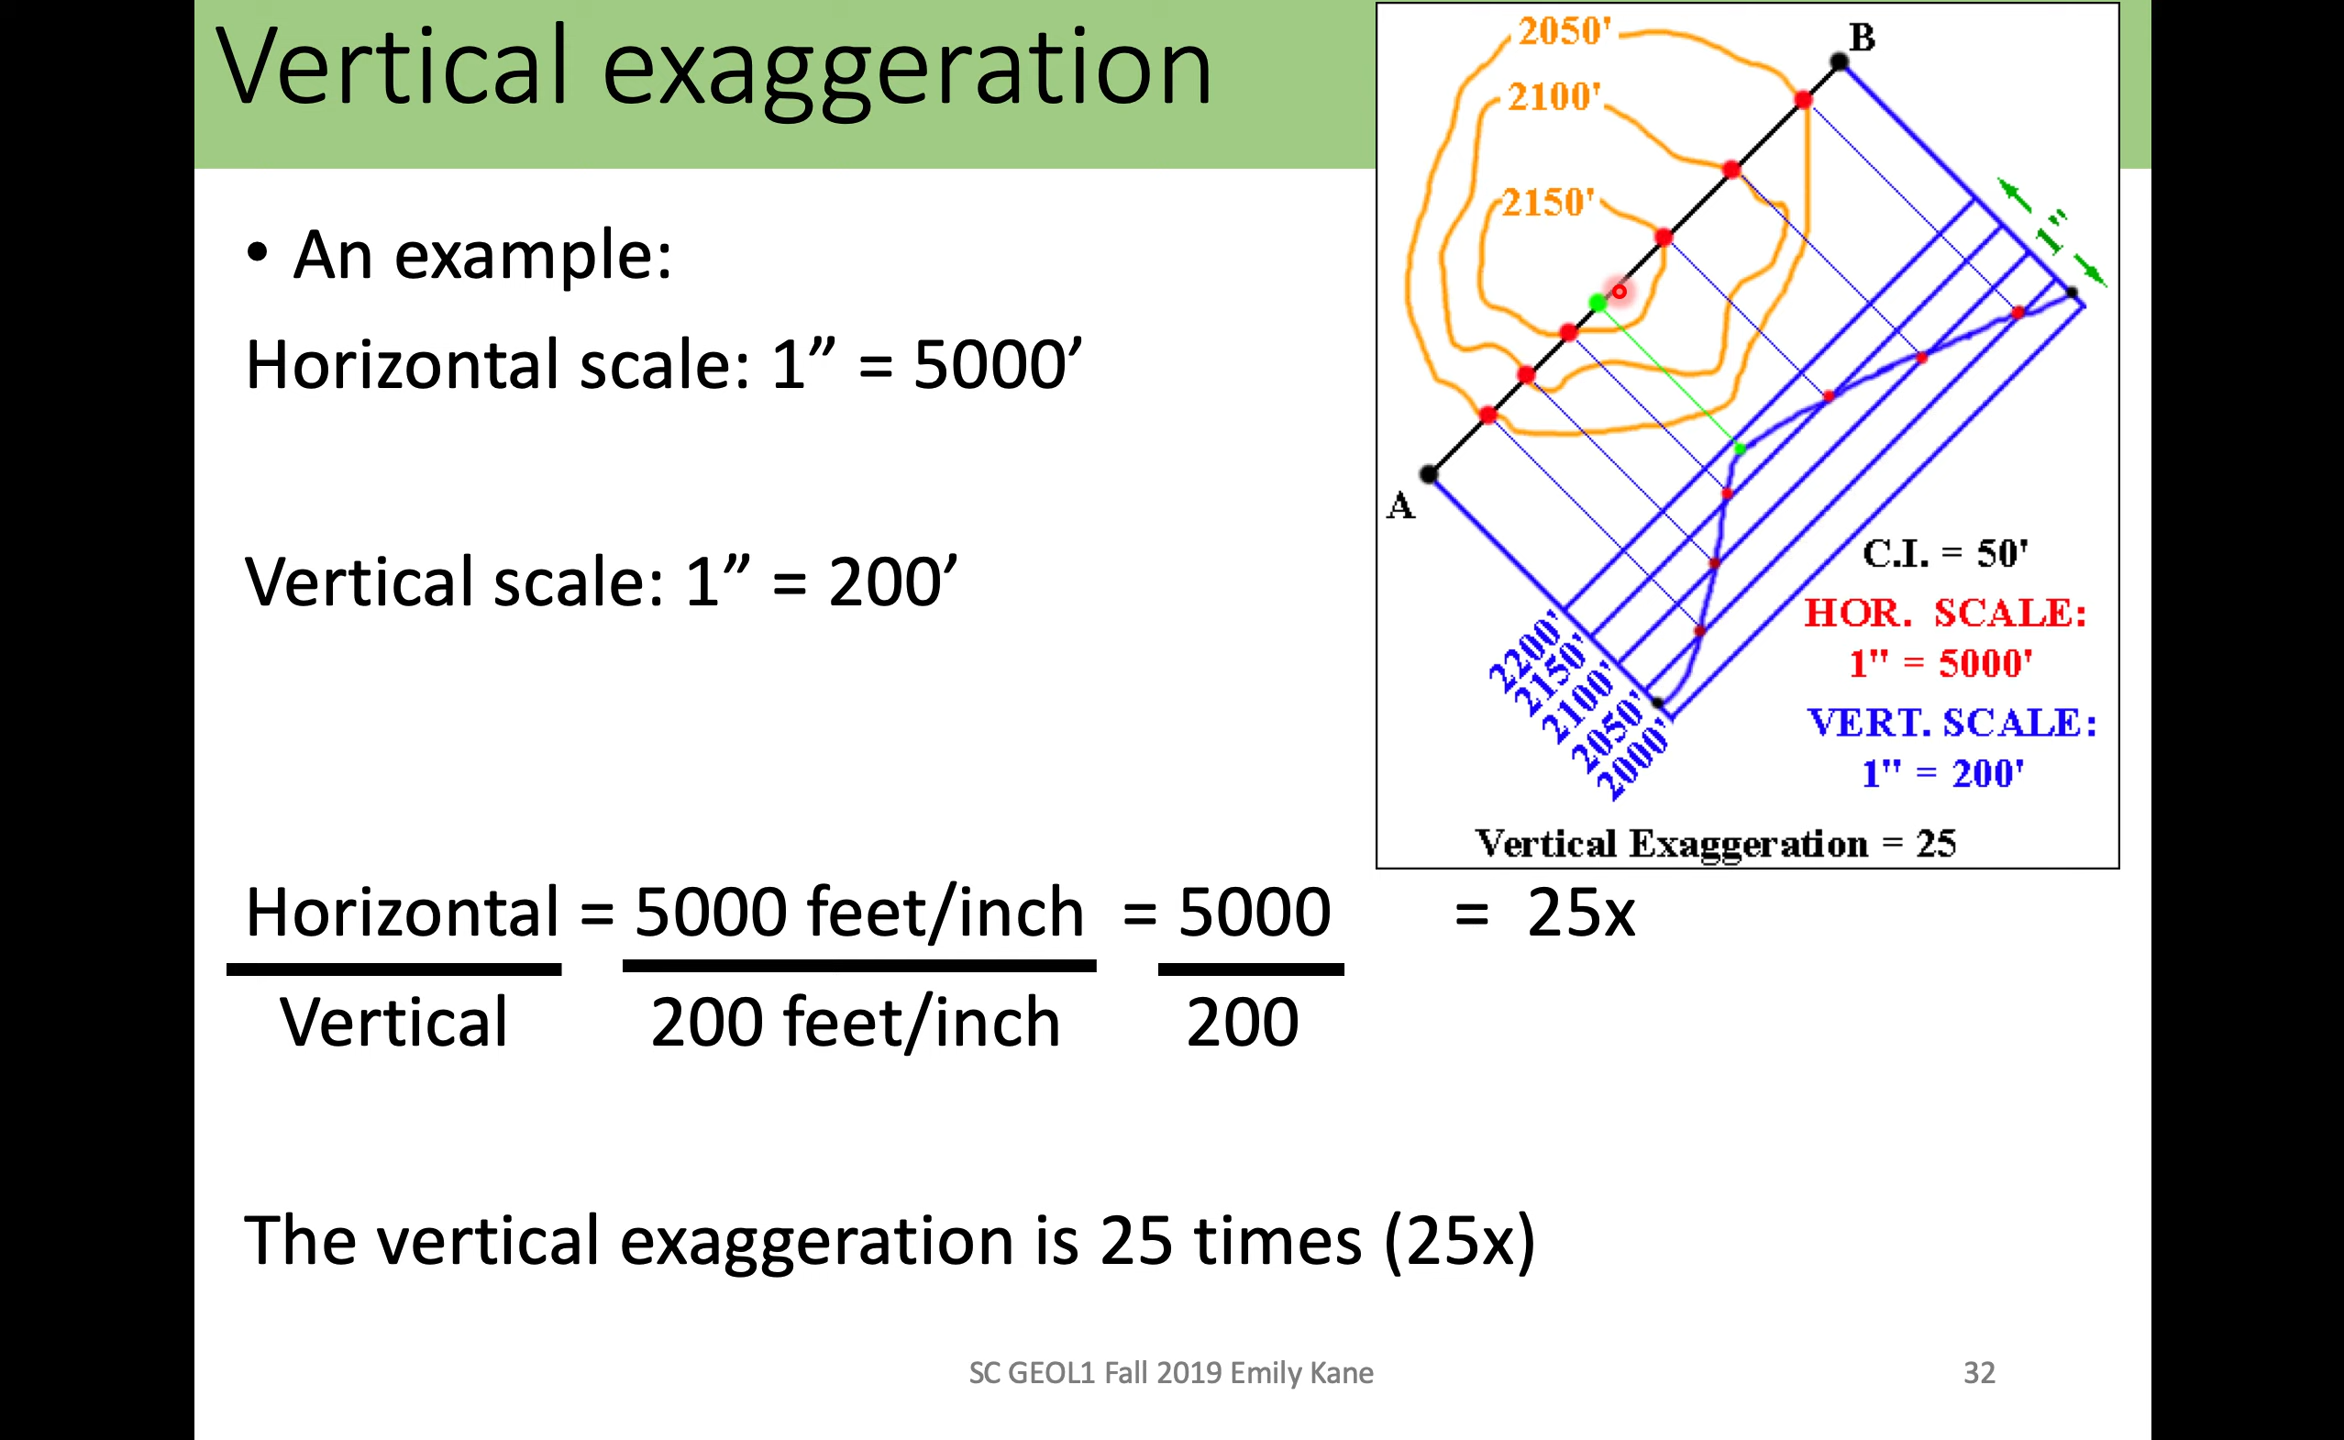 Vertical exaggeration
• An example:
Horizontal scale: 1” = 5000’
Vertical scale: 1” = 200’
Horizontal = 5000 feet/inch = 5000 = 25x
Vertical 200 feet/inch 200
The vertical exaggeration is 25 times (25x)
2050'
2100'
2150'
B
A
1"
2200'
2150'
2100'
2050'
2000'
C.I. = 50'
HOR. SCALE:
1" = 5000'
VERT. SCALE:
1" = 200'
Vertical Exaggeration = 25
SC GEOL1 Fall 2019 Emily Kane
32